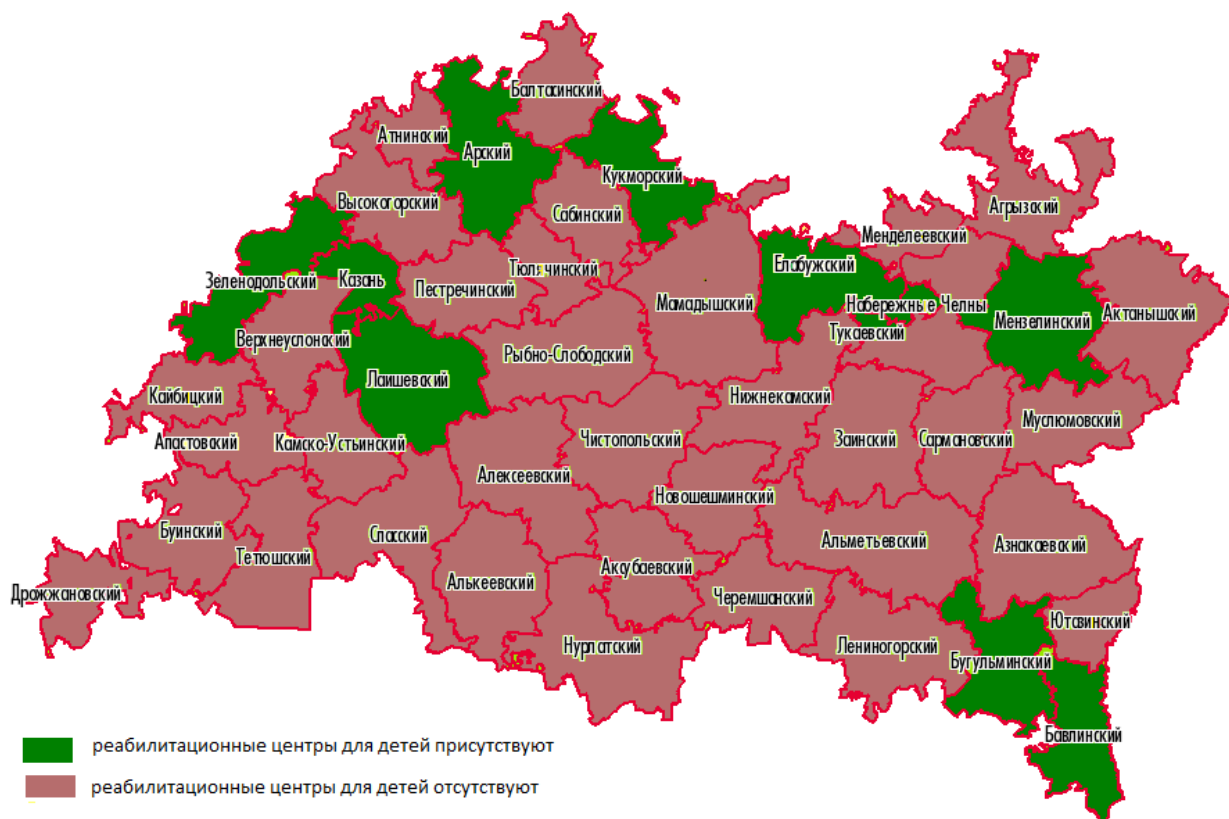 Балтасинский
Атнинский
Арский
Кукморский
Высокогорский
Сабинский
Агрызский
Менделеевский
Зеленодольский
Казань
Тюлячинский
Пестречинский
Елабужский
Мамадышский
Набережны е Челны
Мензелинский
Актанышский
Тукаевский
Верхнеуслонский
Рыбно-Слободский
Лаишевский
Кайбицкий
Нижнекамский
Муслюмовский
Апастовский
Камско-Устьинский
Чистопольский
Заинский
Сармановский
Алексеевский
Новошешминский
Буинский
Спасский
Альметьевский
Азнакаевский
Тетюшский
Аксубаевский
Алькеевский
Дрожжановский
Черемшанский
Ютазинский
Нурлатский
Лениногорский
Бугульминский
Бавлинский
реабилитационные центры для детей присутствуют
реабилитационные центры для детей отсутствуют